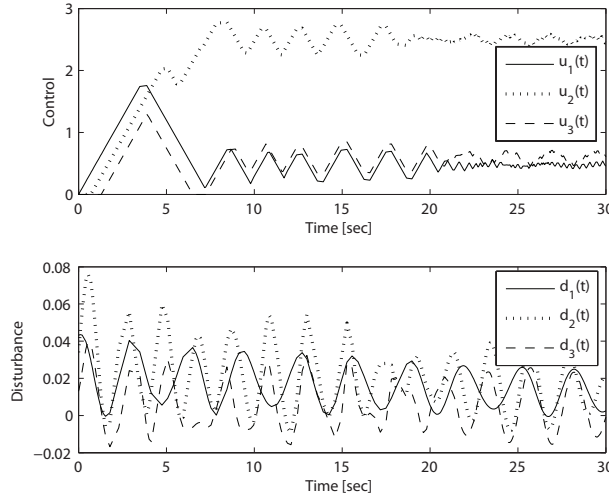 3
2
1
0
Control
0
5
10
15
20
25
30
Time [sec]
u1(t)
u2(t)
u3(t)
0.08
0.06
0.04
0.02
0
−0.02
Disturbance
0
5
10
15
20
25
30
Time [sec]
d1(t)
d2(t)
d3(t)